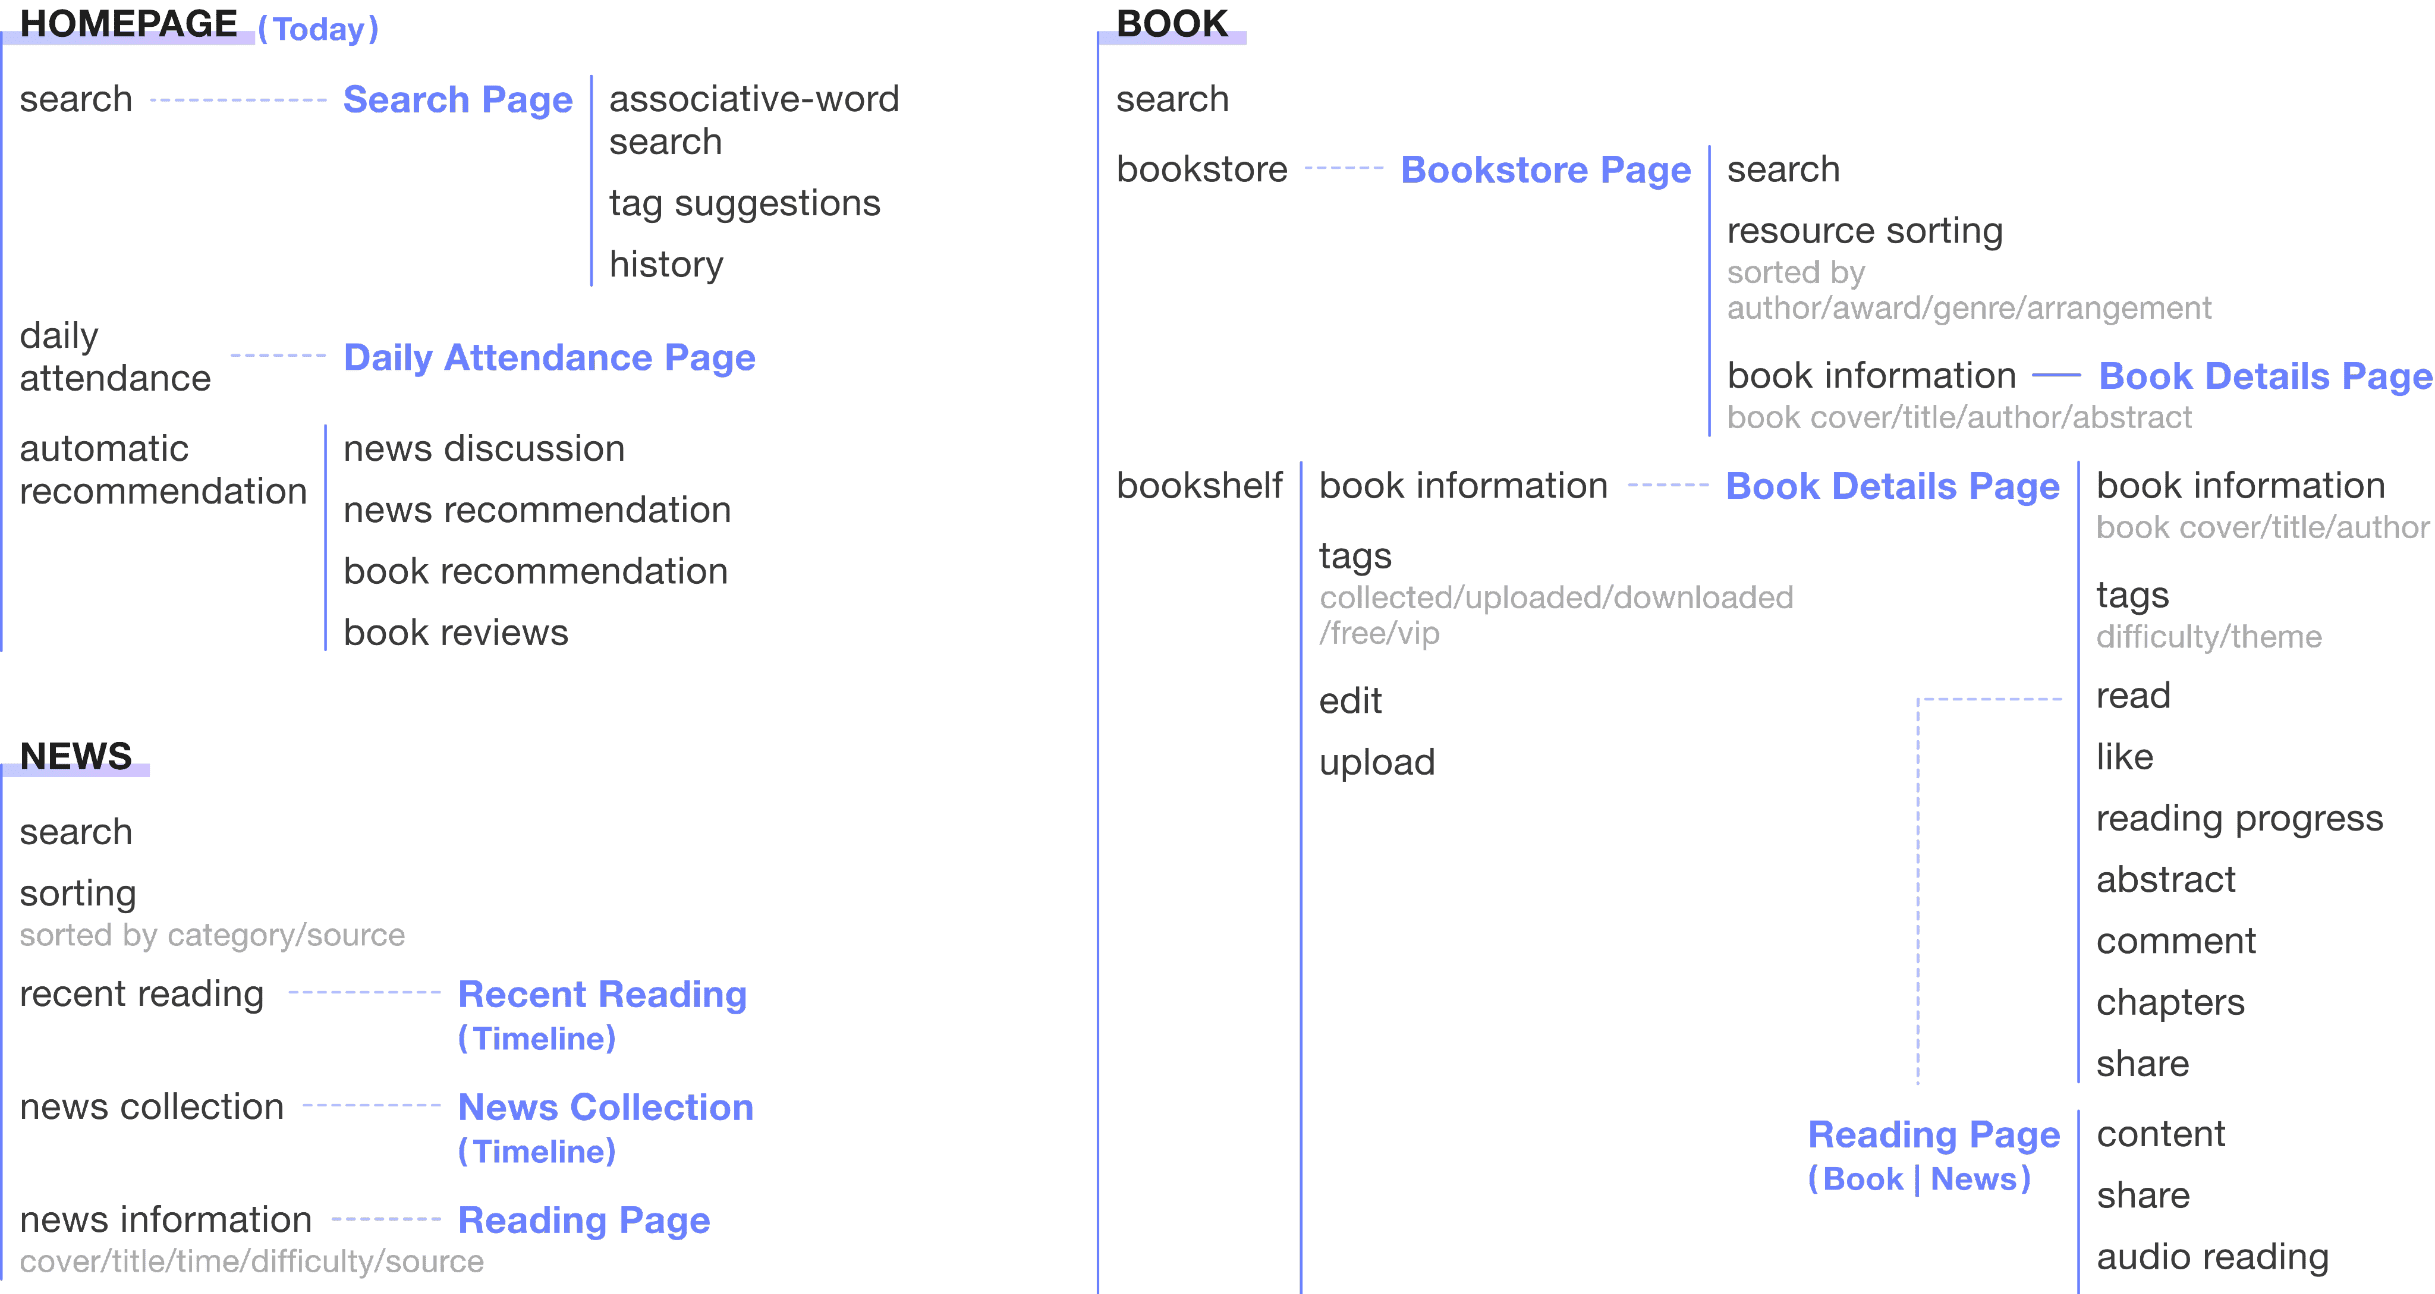 HOMEPAGE (Today)
search Search Page associative-word
search
tag suggestions
history
daily
attendance Daily Attendance Page
automatic
recommendation
news discussion
news recommendation
book recommendation
book reviews
NEWS
search
sorting
sorted by category/source
recent reading Recent Reading
(Timeline)
news collection News Collection
(Timeline)
news information Reading Page
cover/title/time/difficulty/source
BOOK
search
bookstore Bookstore Page search
resource sorting
sorted by
author/award/genre/arrangement
book information Book Details Page
book cover/title/author/abstract
bookshelf book information Book Details Page book information
book cover/title/author
tags
collected/uploaded/downloaded
/free/vip
edit
upload
tags
difficulty/theme
read
like
reading progress
abstract
comment
chapters
share
Reading Page
(Book | News)
content
share
audio reading